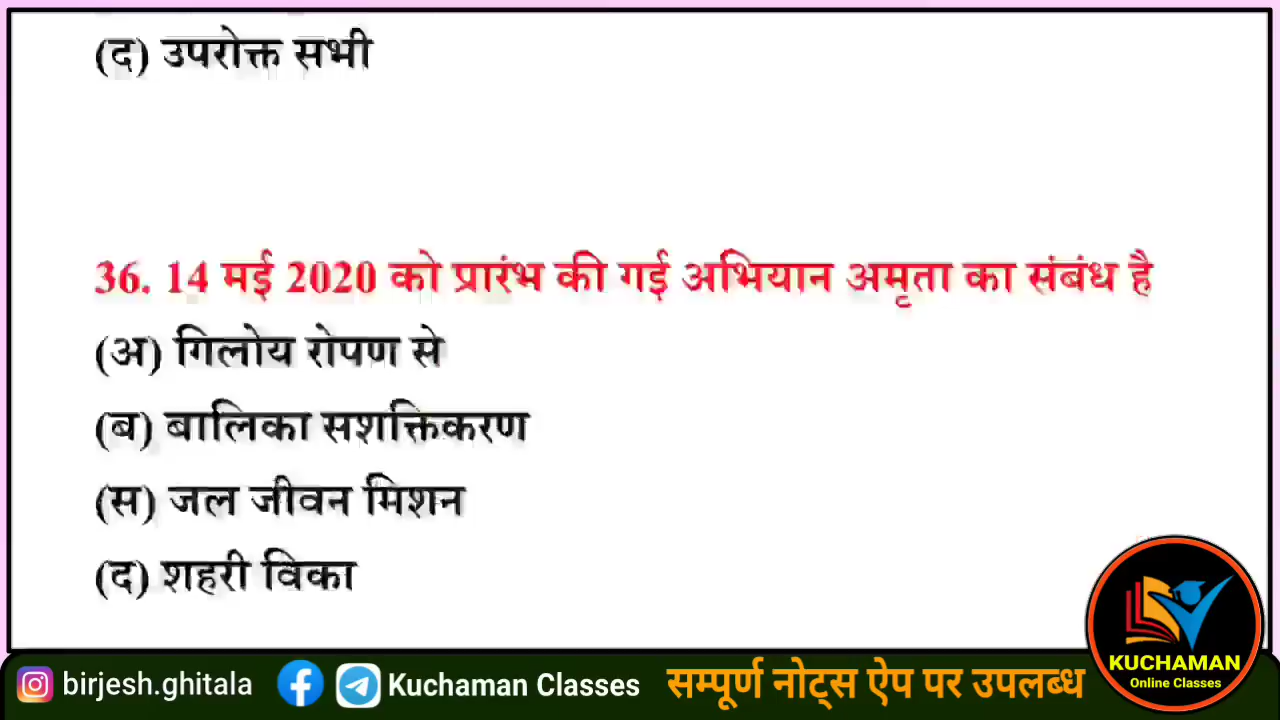 (द) उपरोक्त सभी
36. 14 मई 2020 को प्रारंभ की गई अभियान अमृता का संबंध है
(अ) गिलोय रोपण से
(ब) बालिका सशक्तिकरण
(स) जल जीवन मिशन
(द) शहरी विका
KUCHAMAN
Online Classes
birjesh.ghitala
Kuchaman Classes
सम्पूर्ण नोट्स ऐप पर उपलब्ध